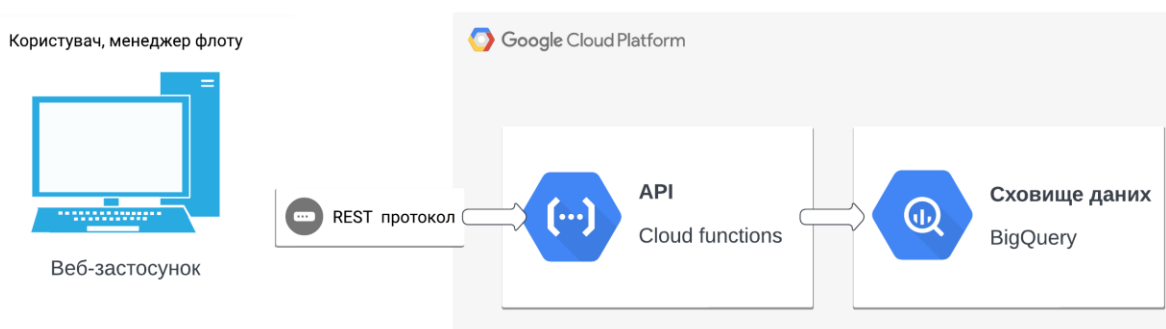 Користувач, менеджер флоту
Google Cloud Platform
Веб-застосунок
REST протокол
API
Cloud functions
Сховище даних
BigQuery